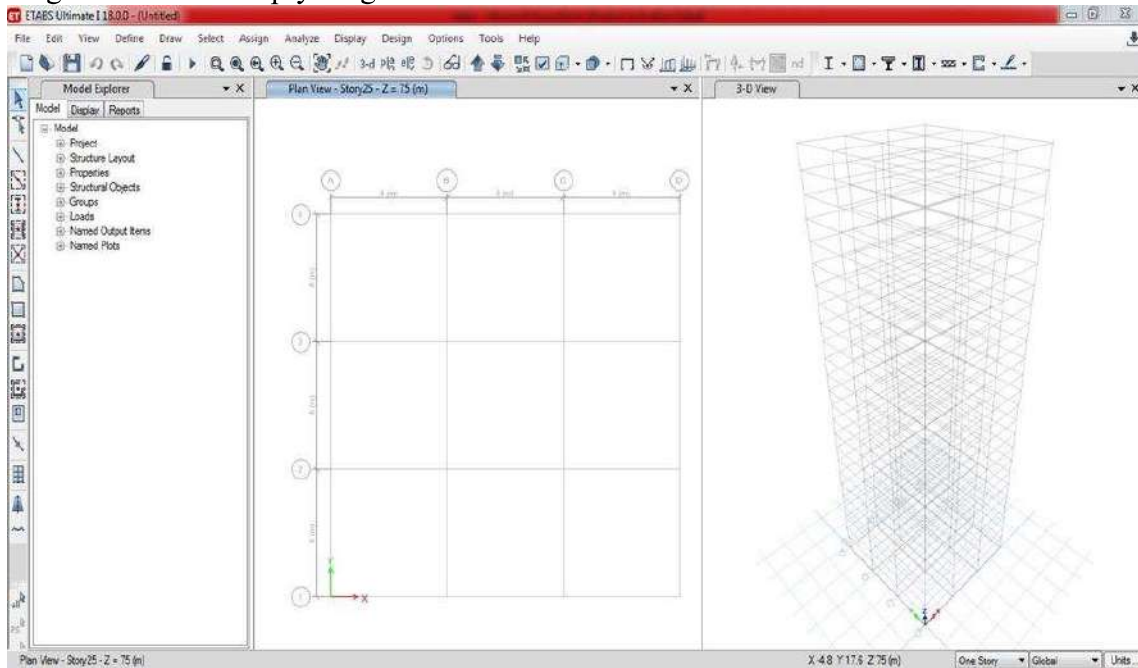 ETABS Ultimate I 18.0.0 - (Untitled)
File Edit View Define Draw Select Assign Analyze Display Design Options Tools Help
3-d
nd
Model Explorer
Model Display Reports
Model
Project
Structure Layout
Properties
Structural Objects
Groups
Loads
Named Output Items
Named Plots
Plan View - Story25 - Z = 75 (m)
A B C D
3
2
1
Y
X
3-D View
Z
Plan View - Story25 - Z = 75 (m)
X -4.8 Y 17.6 Z 75 (m)
One Story Global Units